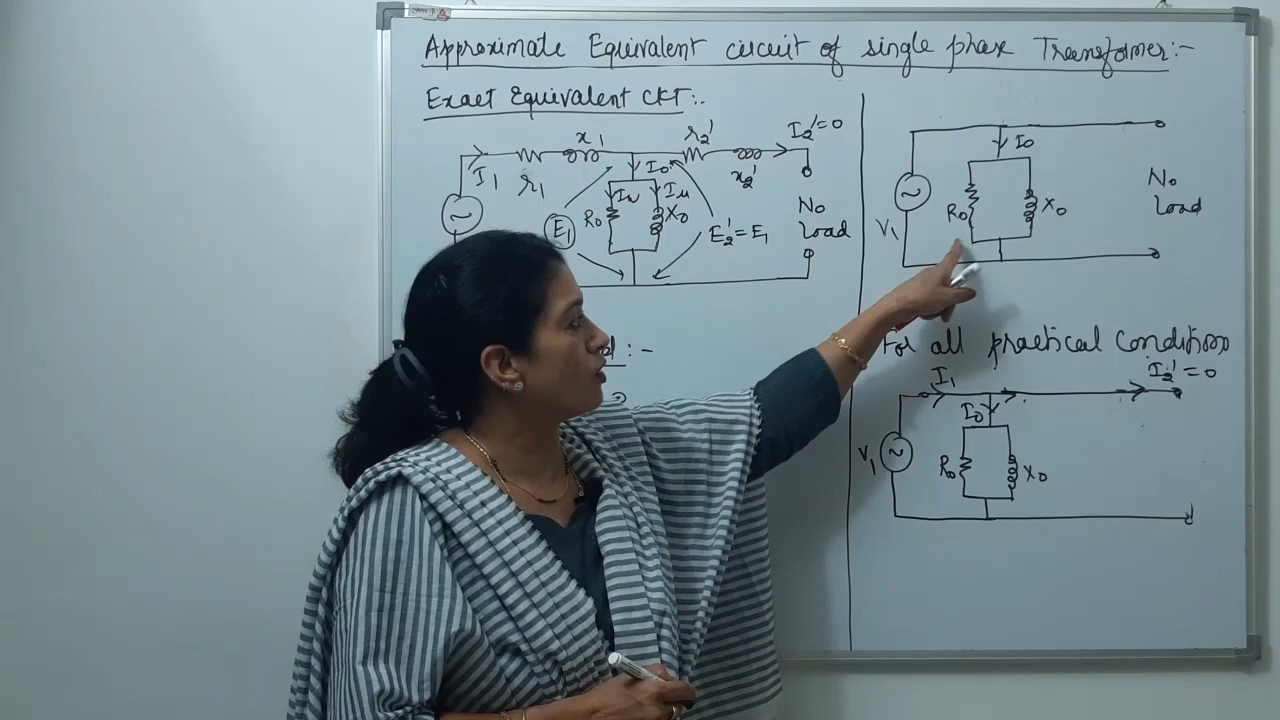 Approximate Equivalent circuit of single phase Transformer:-
Exact Equivalent CKT:.
x1
r2'
I2'=0
I1
r1
I0
x2'
Iw
Iμ
R0
X0
E1
E2'=E1
No
load
d:-
I0
R0
X0
V1
No
load
For all practical conditions
I1
I2'=0
I0
V1
R0
X0